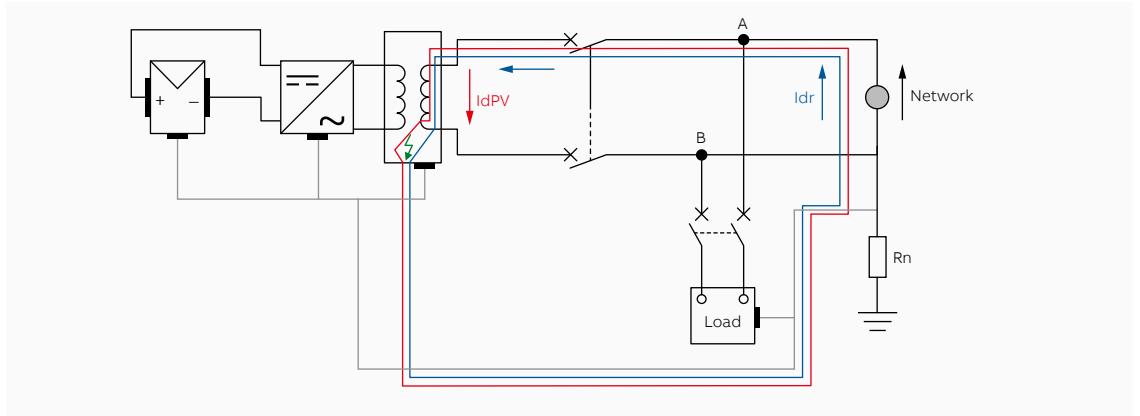 A
+ –
IdPV
Idr
Network
B
Rn
Load